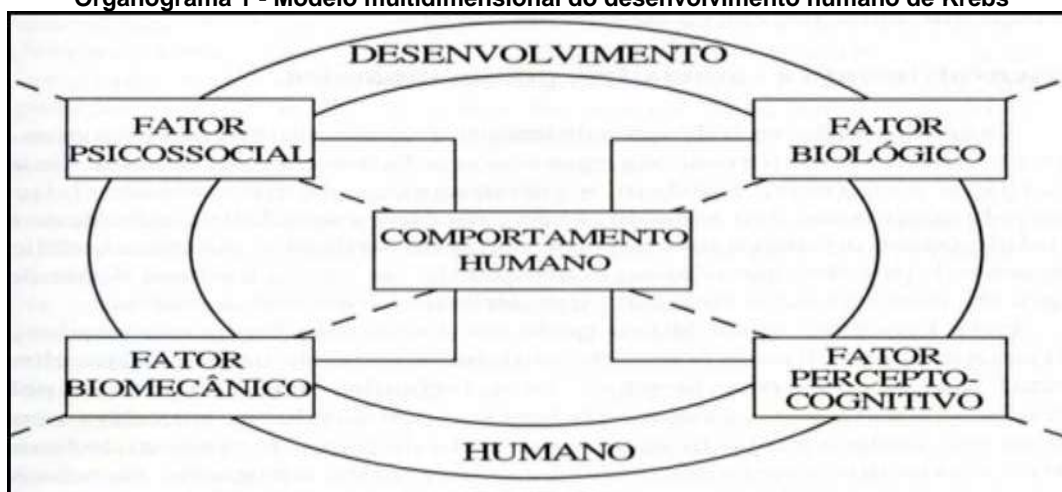 Organograma 1 - Modelo multidimensional do desenvolvimento humano de Krebs
DESENVOLVIMENTO
FATOR
PSICOSSOCIAL
FATOR
BIOLÓGICO
COMPORTAMENTO
HUMANO
FATOR
BIOMECÂNICO
FATOR
PERCEPTO-
COGNITIVO
HUMANO